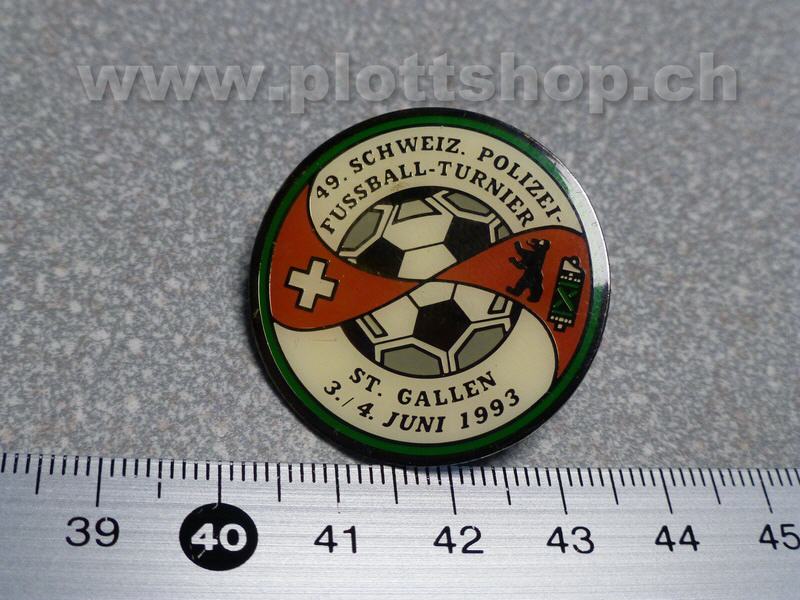 www.plottshop.ch
49. SCHWEIZ. POLIZEI-
FUSSBALL-TURNIER
ST. GALLEN
3./4. JUNI 1993
39 40 41 42 43 44 45